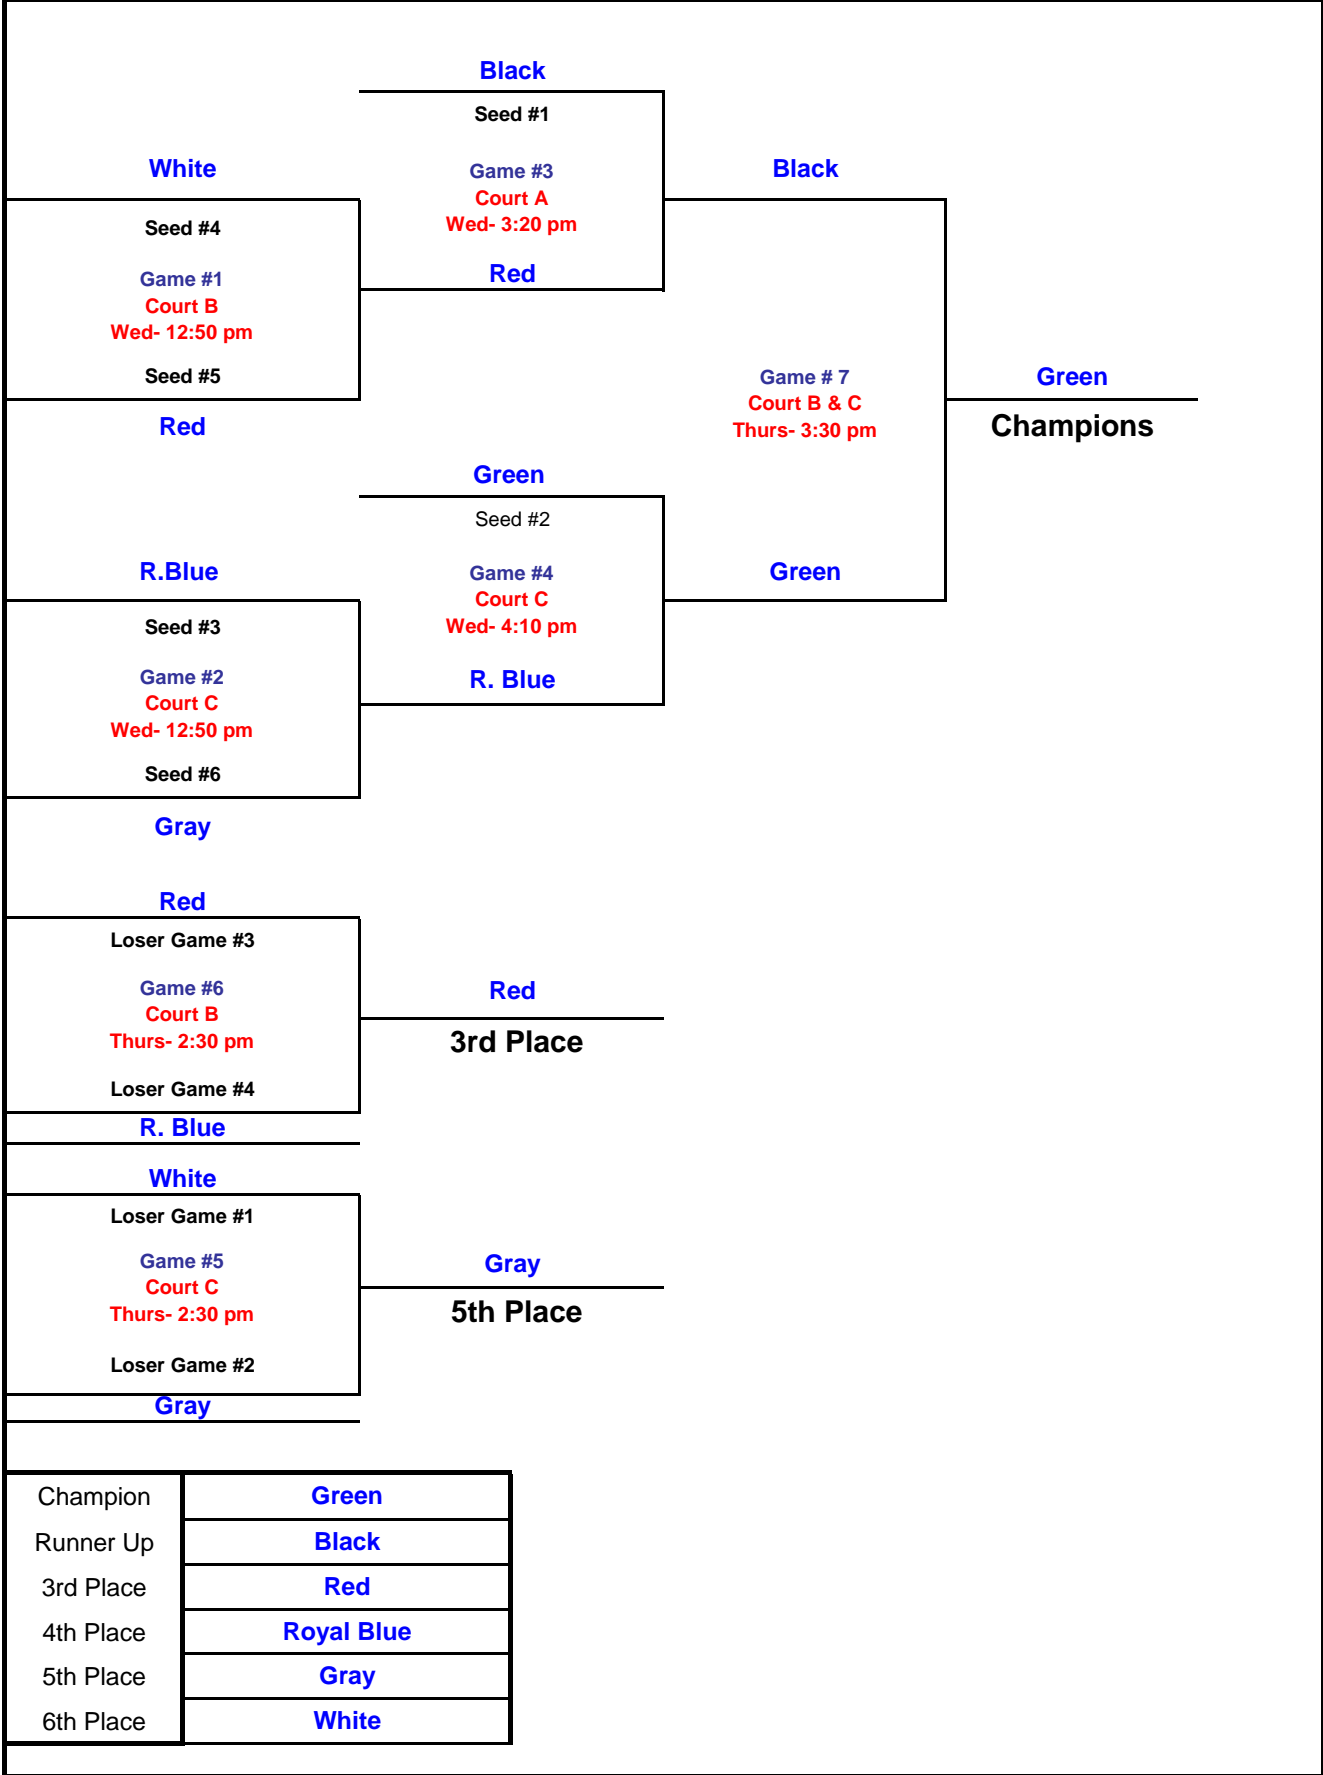 Black
Seed #1
White
Game #3
Black
Court A
Seed #4
Wed- 3:20 pm
Game #1
Red
Court B
Wed- 12:50 pm
Seed #5
Game # 7
Green
Court B & C
Red
Thurs- 3:30 pm
Champions
Green
Seed #2
R.Blue
Game #4
Green
Court C
Seed #3
Wed- 4:10 pm
Game #2
R. Blue
Court C
Wed- 12:50 pm
Seed #6
Gray
Red
Loser Game #3
Game #6
Red
Court B
Thurs- 2:30 pm
3rd Place
Loser Game #4
R. Blue
White
Loser Game #1
Game #5
Gray
Court C
Thurs- 2:30 pm
5th Place
Loser Game #2
Gray
Champion Green
Runner Up Black
3rd Place Red
4th Place Royal Blue
5th Place Gray
6th Place White